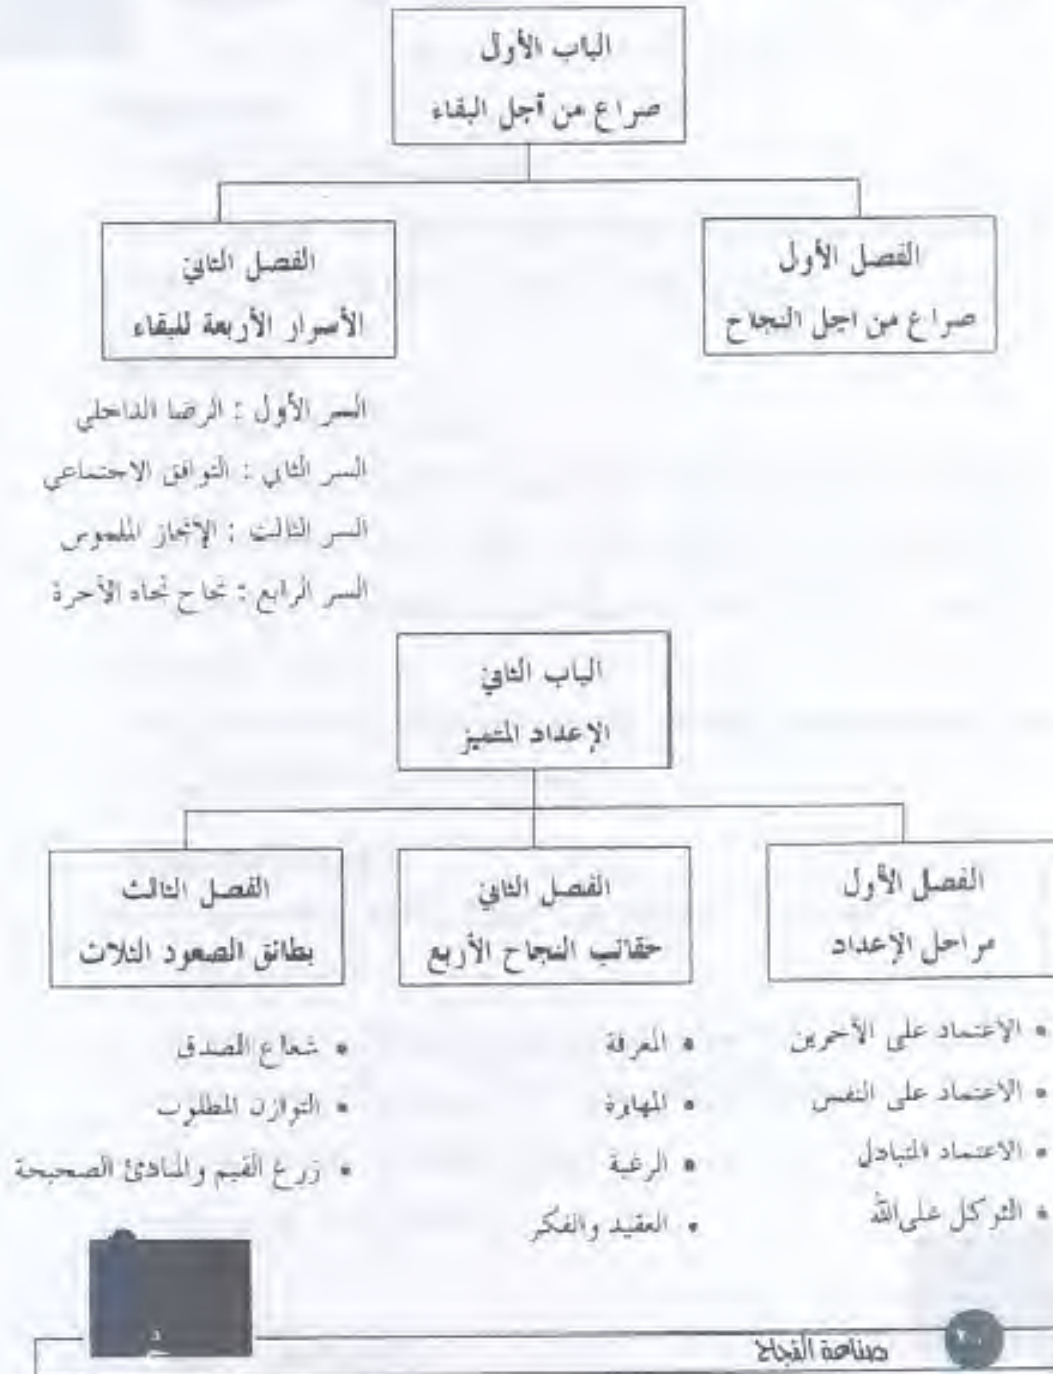 الباب الأول
صراع من أجل البقاء
الفصل الأول
صراع من اجل النجاح
الفصل الثاني
الأسرار الأربعة للبقاء
السر الأول : الرضا الداخلي
السر الثاني : التوافق الاجتماعي
السر الثالث : الإنجاز الملموس
السر الرابع : نجاح تجاه الآخرة
الباب الثاني
الإعداد المتميز
الفصل الأول
مراحل الإعداد
• الاعتماد على الآخرين
• الاعتماد على النفس
• الاعتماد المتبادل
• التوكل على الله
الفصل الثاني
حقائب النجاح الأربع
• المعرفة
• المهارة
• الرغبة
• العقيد والفكر
الفصل الثالث
بطائق الصعود الثلاث
• شعاع الصدق
• التوازن المطلوب
• زرع القيم والمبادئ الصحيحة
صناعة النجاح